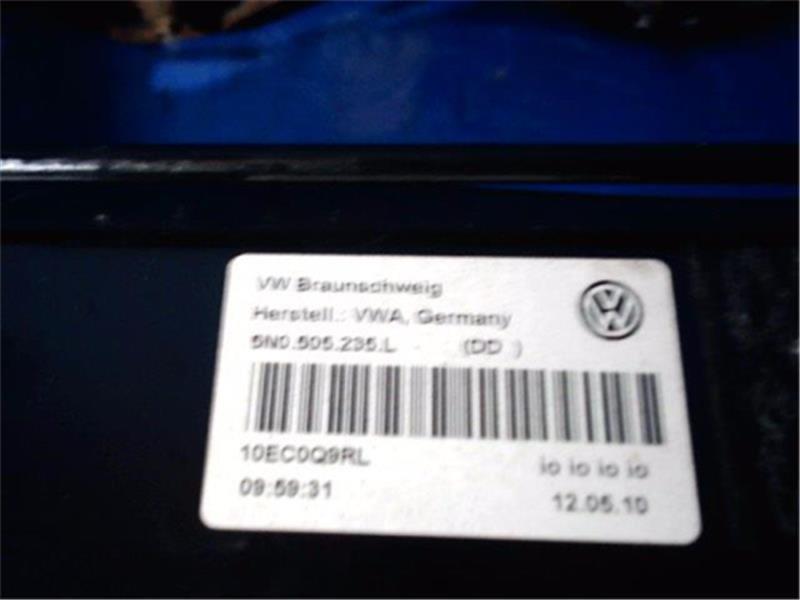 VW Braunschweig
Herstell.: VWA, Germany
5N0.505.235.L (DD )
10EC0Q9RL io io io io
09:59:31 12.05.10